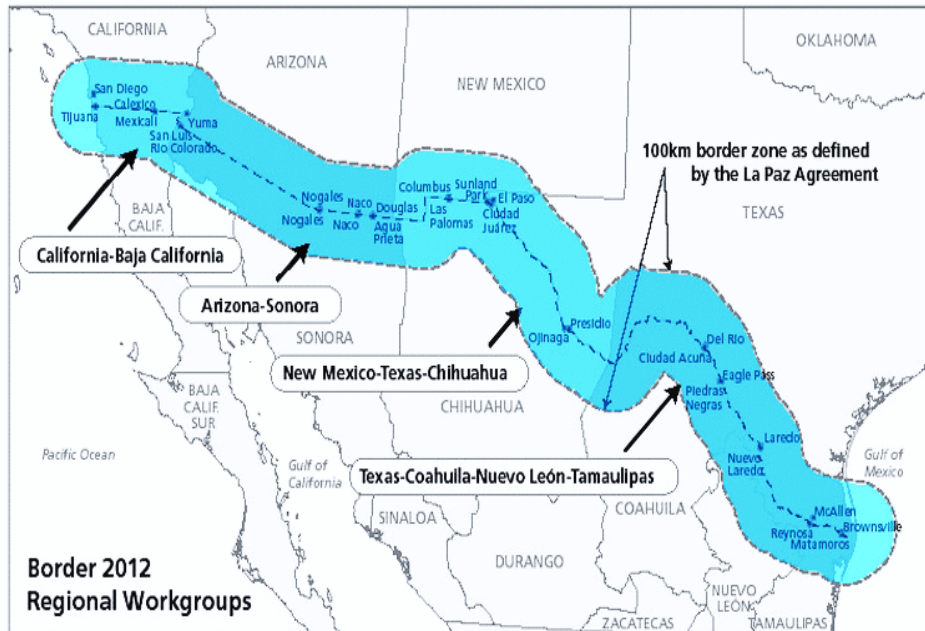 CALIFORNIA
ARIZONA
NEW MEXICO
OKLAHOMA
San Diego
Calexico
Tijuana
Mexicali
Yuma
San Luis
Rio Colorado
100km border zone as defined
by the La Paz Agreement
TEXAS
Columbus
Sunland
Park
El Paso
Las
Palomas
Ciudad
Juárez
Nogales
Naco
Douglas
Nogales
Naco
Agua
Prieta
BAJA
CALIF.
California-Baja California
Arizona-Sonora
SONORA
Presidio
Ojinaga
Del Rio
Ciudad Acuña
Eagle Pass
Piedras
Negras
New Mexico-Texas-Chihuahua
CHIHUAHUA
BAJA
CALIF.
SUR
Pacific Ocean
Gulf of
California
Laredo
Nuevo
Laredo
Gulf of
Mexico
Texas-Coahuila-Nuevo León-Tamaulipas
COAHUILA
SINALOA
DURANGO
McAllen
Reynosa
Brownsville
Matamoros
Border 2012
Regional Workgroups
NUEVO
LEÓN
ZACATECAS
TAMAULIPAS